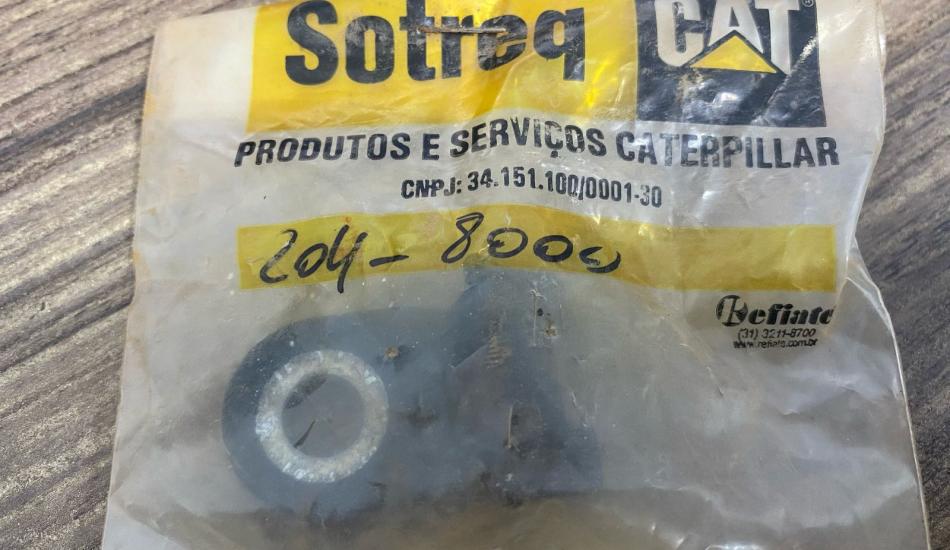 Sotreq CAT
PRODUTOS E SERVIÇOS CATERPILLAR
CNPJ: 34.151.100/0001-30
204-8000
Refiate
(31) 3211-8700
www.refiate.com.br